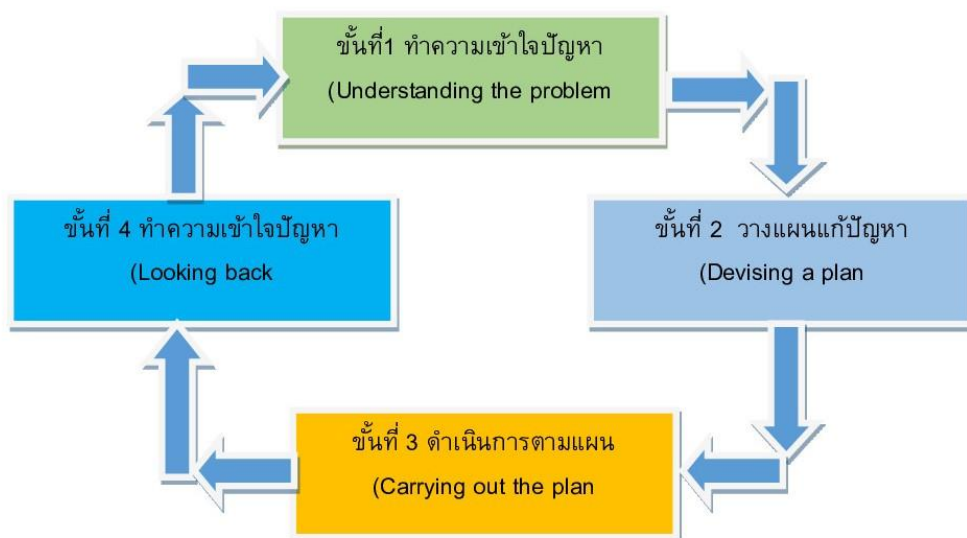 ขั้นที่1 ทำความเข้าใจปัญหา
(Understanding the problem
ขั้นที่ 2 วางแผนแก้ปัญหา
(Devising a plan
ขั้นที่ 3 ดำเนินการตามแผน
(Carrying out the plan
ขั้นที่ 4 ทำความเข้าใจปัญหา
(Looking back